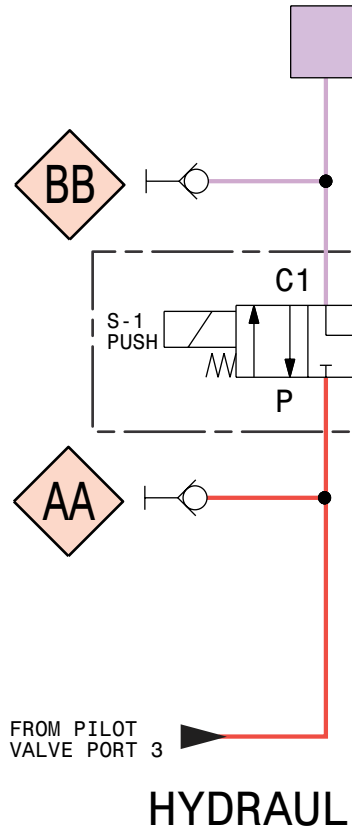 BB
C1
S-1
PUSH
P
AA
FROM PILOT
VALVE PORT 3
HYDRAUL